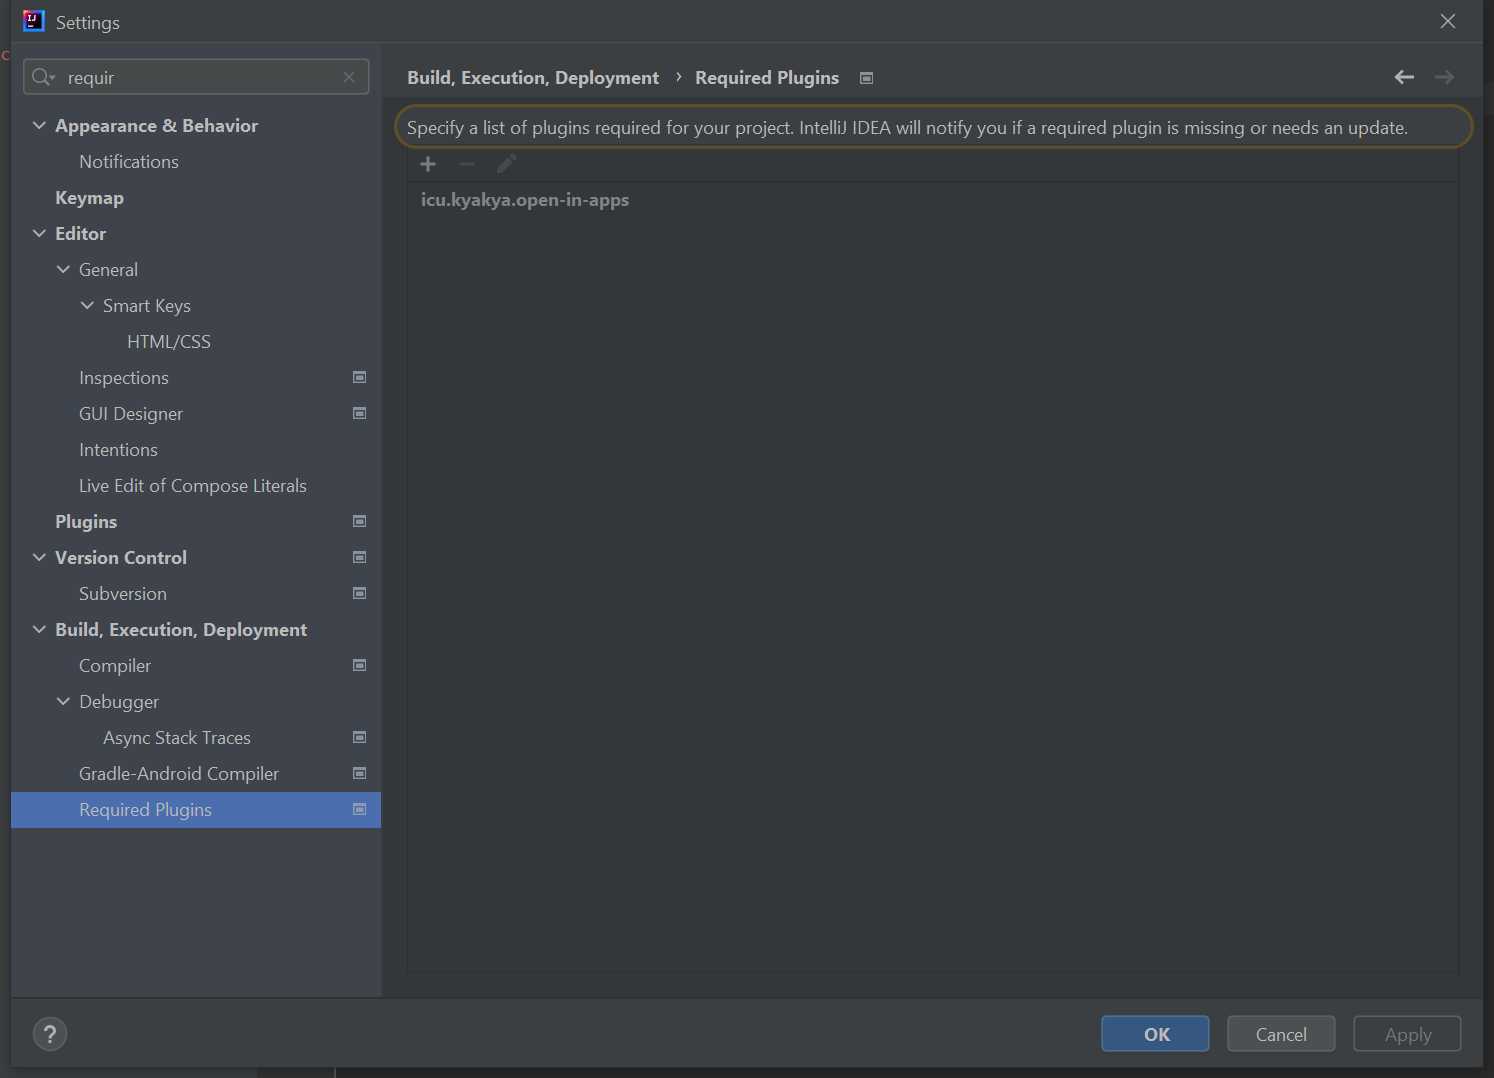 Settings
requir
Appearance & Behavior
Notifications
Keymap
Editor
General
Smart Keys
HTML/CSS
Inspections
GUI Designer
Intentions
Live Edit of Compose Literals
Plugins
Version Control
Subversion
Build, Execution, Deployment
Compiler
Debugger
Async Stack Traces
Gradle-Android Compiler
Required Plugins
Build, Execution, Deployment › Required Plugins
Specify a list of plugins required for your project. IntelliJ IDEA will notify you if a required plugin is missing or needs an update.
icu.kyakya.open-in-apps
?
OK
Cancel
Apply